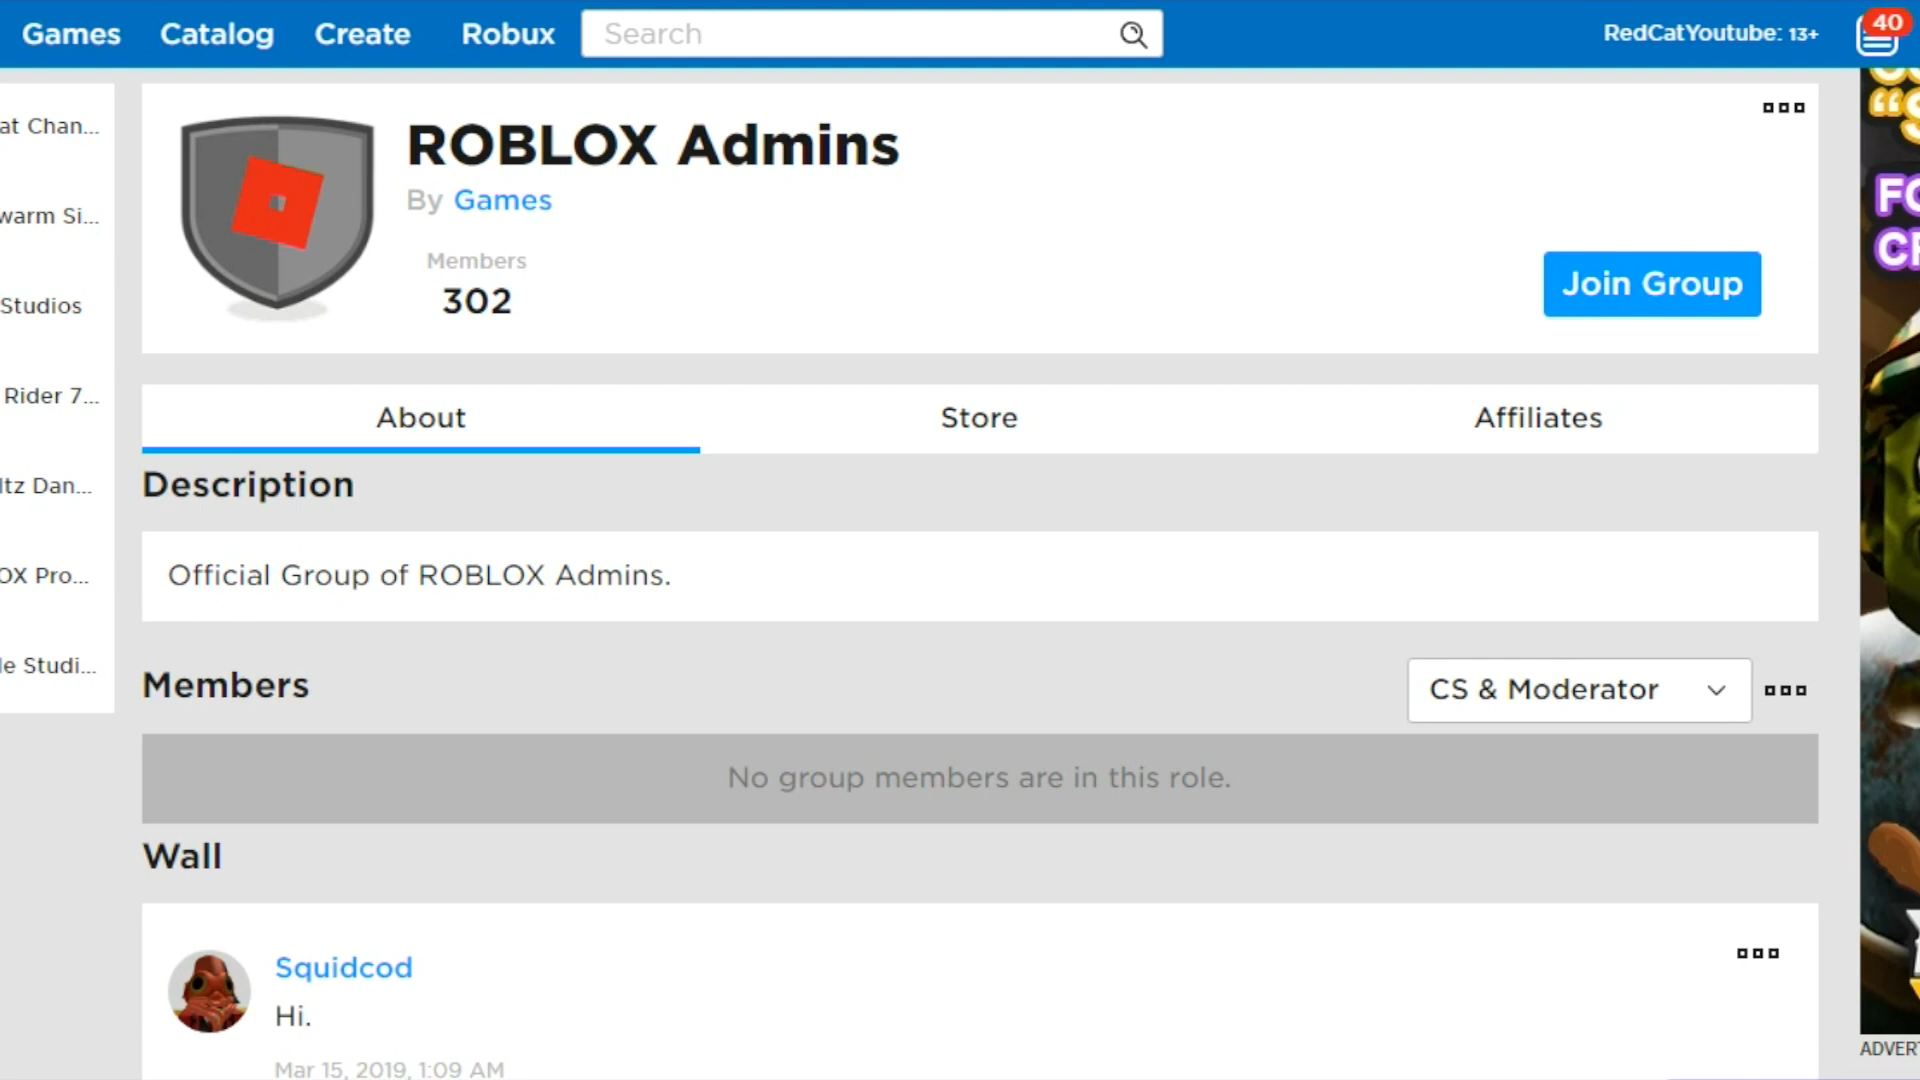 Games Catalog Create Robux Search RedCatYoutube: 13+ 40
at Chan...
warm Si...
Studios
Rider 7...
ltz Dan...
OX Pro...
le Studi...
ROBLOX Admins
By Games
Members
302
Join Group
About Store Affiliates
Description
Official Group of ROBLOX Admins.
Members CS & Moderator
No group members are in this role.
Wall
Squidcod
Hi.
Mar 15, 2019, 1:09 AM
"S
FO
CR
ADVERT